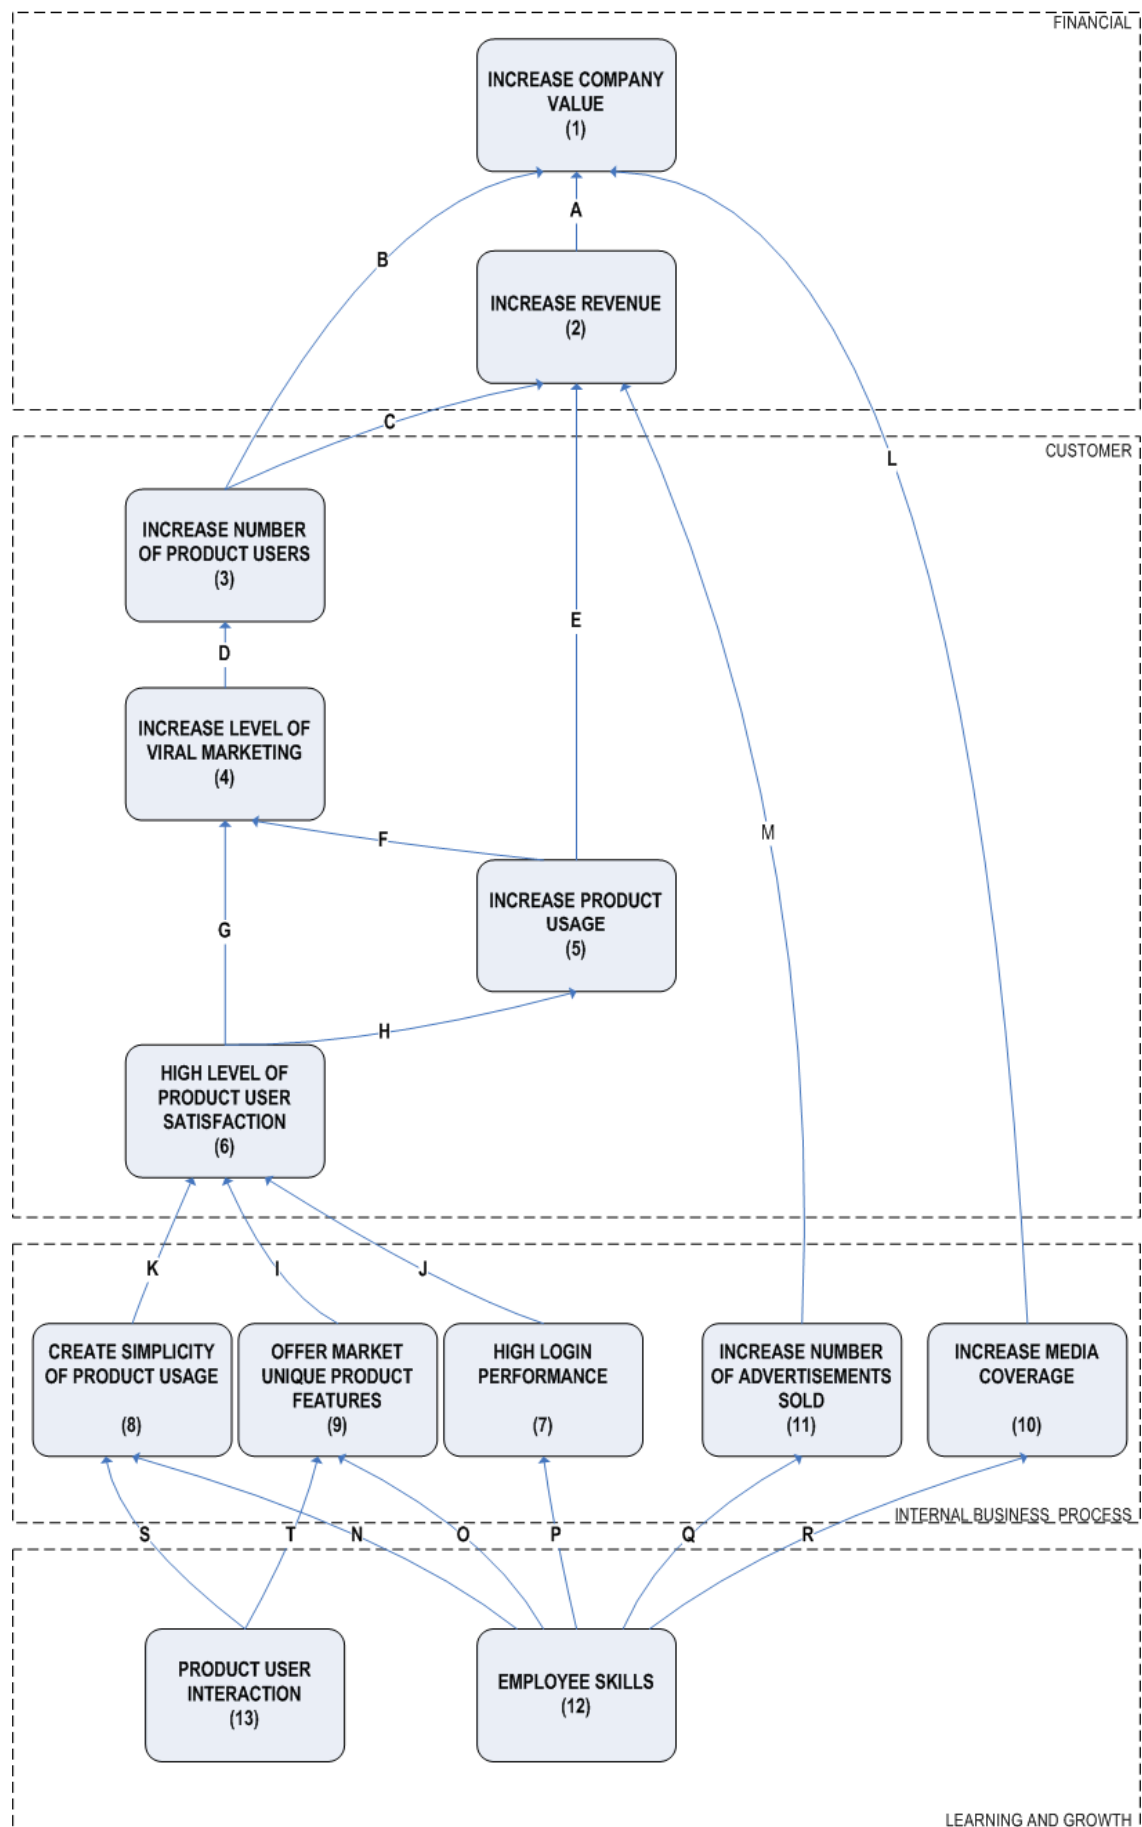 FINANCIAL
INCREASE COMPANY
VALUE
(1)
A
B
INCREASE REVENUE
(2)
C
CUSTOMER
L
INCREASE NUMBER
OF PRODUCT USERS
(3)
E
D
INCREASE LEVEL OF
VIRAL MARKETING
(4)
M
F
INCREASE PRODUCT
USAGE
(5)
G
H
HIGH LEVEL OF
PRODUCT USER
SATISFACTION
(6)
K
I
J
CREATE SIMPLICITY
OF PRODUCT USAGE
(8)
OFFER MARKET
UNIQUE PRODUCT
FEATURES
(9)
HIGH LOGIN
PERFORMANCE
(7)
INCREASE NUMBER
OF ADVERTISEMENTS
SOLD
(11)
INCREASE MEDIA
COVERAGE
(10)
INTERNAL BUSINESS PROCESS
S
T
N
O
P
Q
R
PRODUCT USER
INTERACTION
(13)
EMPLOYEE SKILLS
(12)
LEARNING AND GROWTH